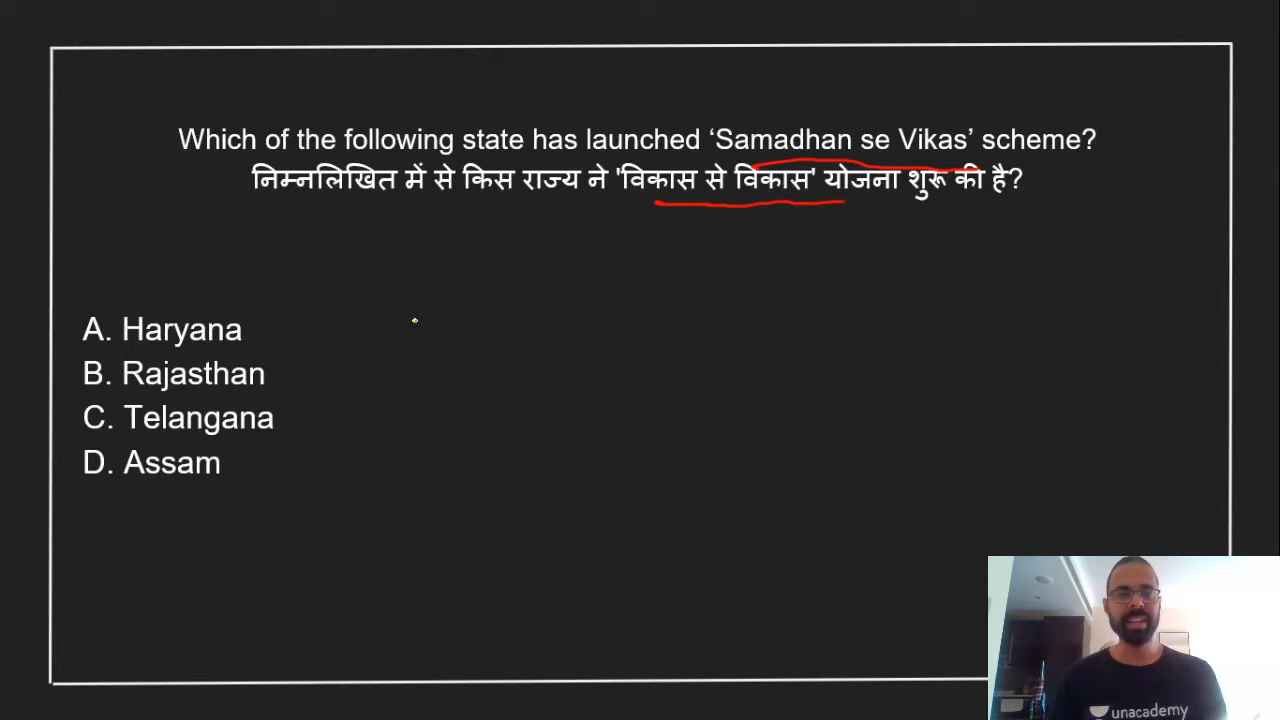 Which of the following state has launched ‘Samadhan se Vikas’ scheme?
निम्नलिखित में से किस राज्य ने 'विकास से विकास' योजना शुरू की है?
A. Haryana
B. Rajasthan
C. Telangana
D. Assam
unacademy